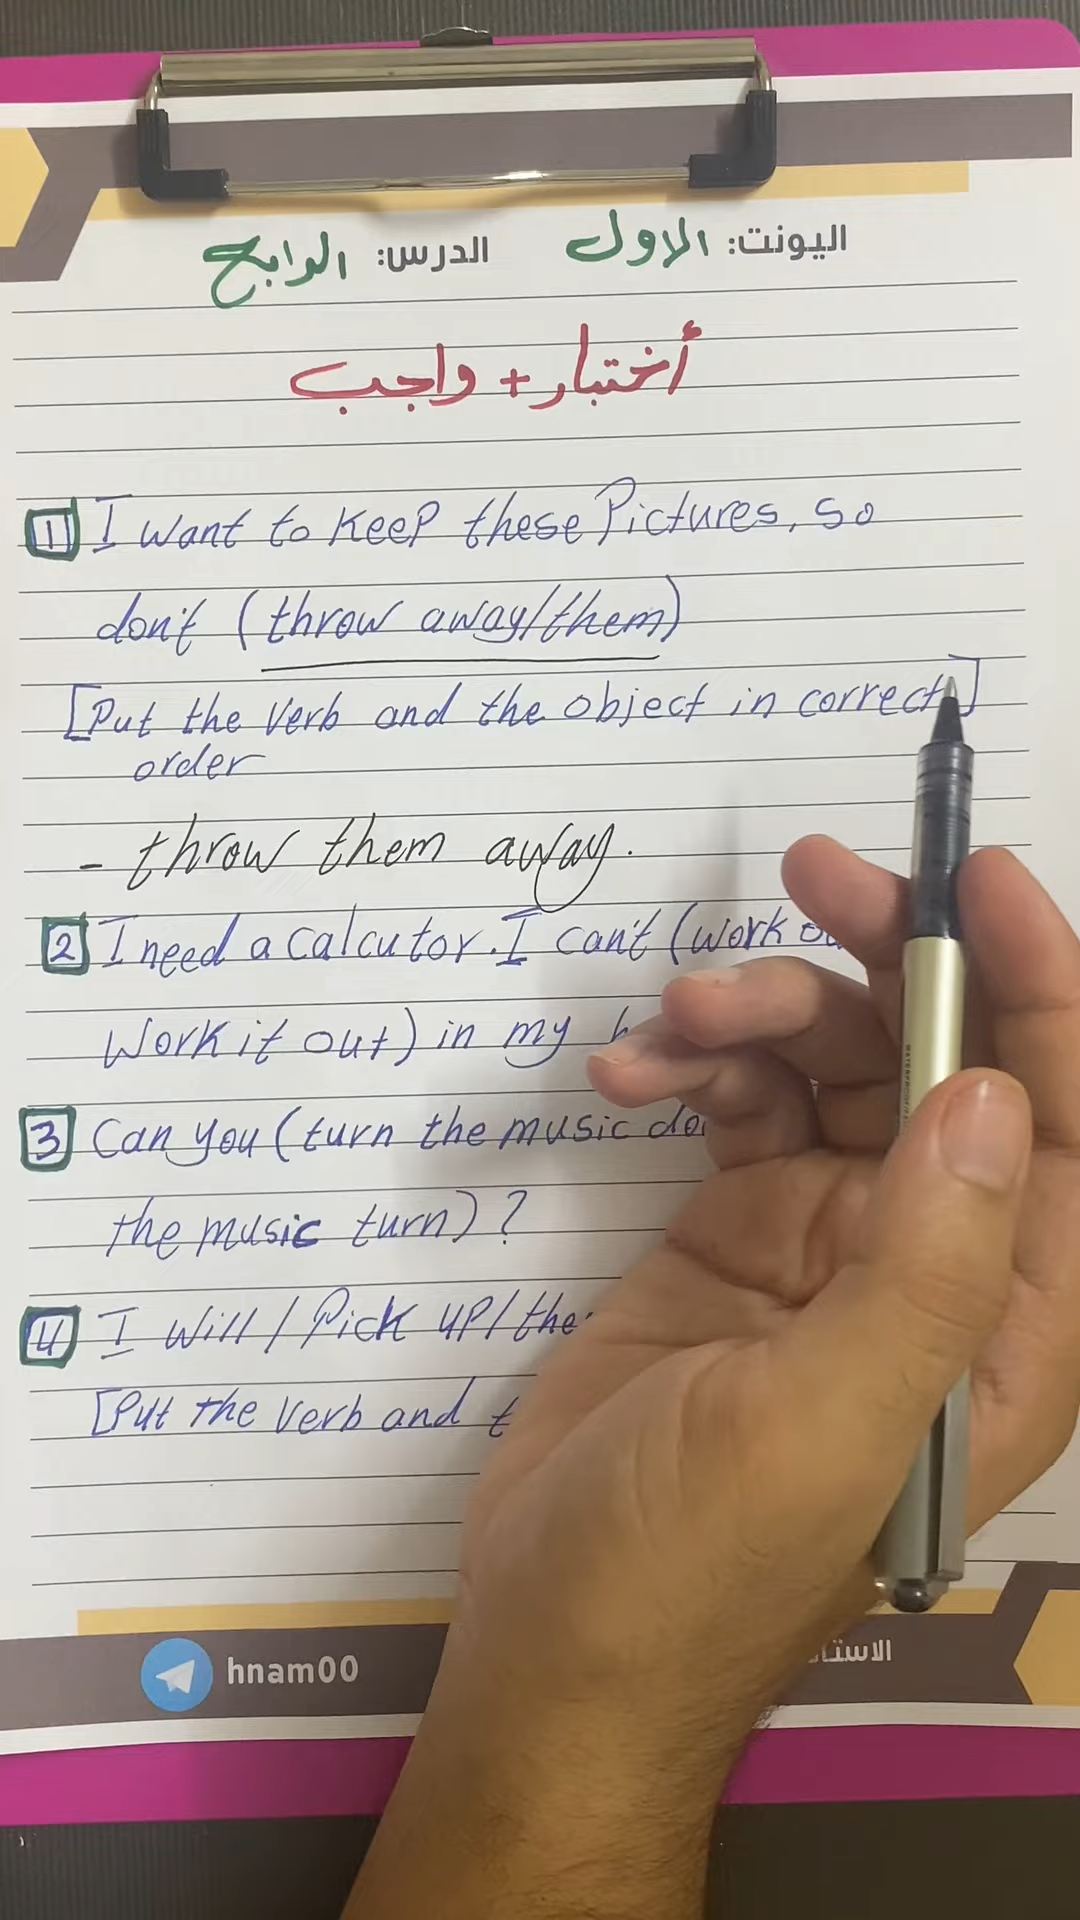 اليونت: الاول الدرس: الرابع
أختبار + واجب
1 I want to keep these Pictures, so
don't (throw away/them)
[Put the verb and the object in correct]
order
- throw them away.
2 I need a calcutor. I can't (work
work it out) in my
3 Can you (turn the music
the music turn)?
4 I will / Pick up /
[Put the verb and
hnam00